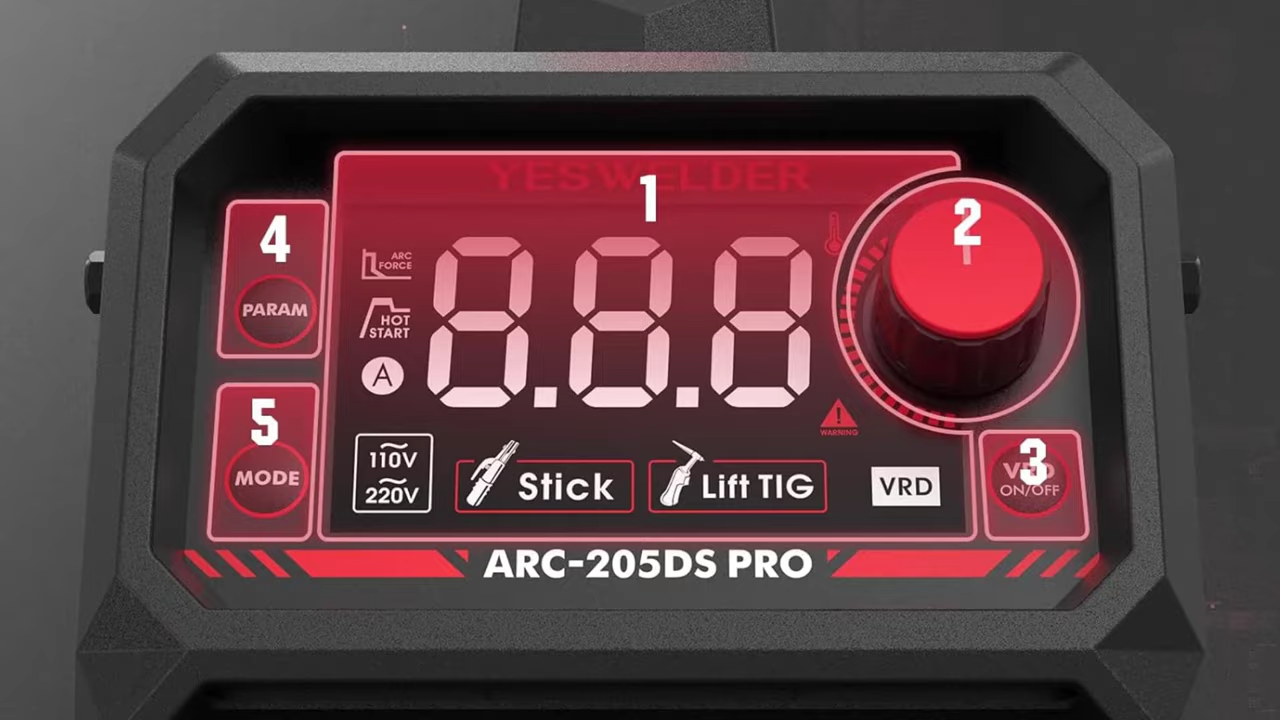 YESWELDER
1
2
4
PARAM
ARC
FORCE
HOT
START
A
8.8.8
WARNING
5
MODE
110V
220V
Stick
Lift TIG
VRD
3
VRD
ON/OFF
ARC-205DS PRO